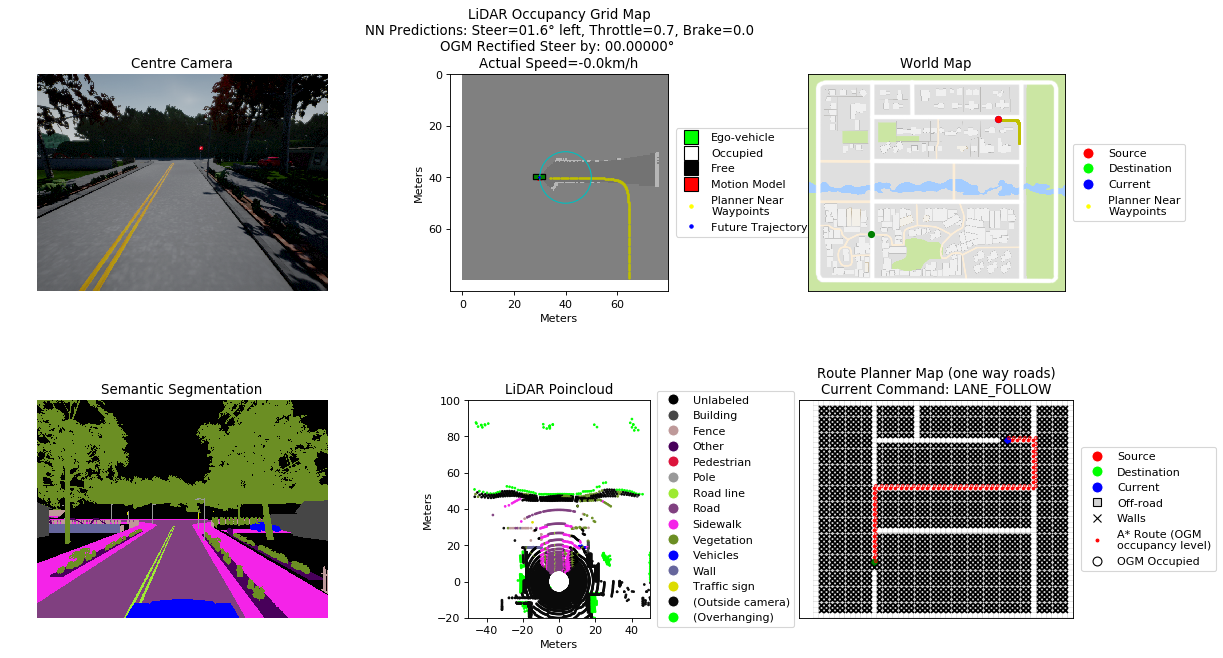 LiDAR Occupancy Grid Map
NN Predictions: Steer=01.6° left, Throttle=0.7, Brake=0.0
OGM Rectified Steer by: 00.00000°
Actual Speed=-0.0km/h
Centre Camera
World Map
0
20
40
60
Meters
0
20
40
60
Meters
Ego-vehicle
Occupied
Free
Motion Model
Planner Near
Waypoints
Future Trajectory
Source
Destination
Current
Planner Near
Waypoints
Semantic Segmentation
LiDAR Poincloud
Route Planner Map (one way roads)
Current Command: LANE_FOLLOW
100
80
60
40
20
0
−20
Meters
−40
−20
0
20
40
Meters
Unlabeled
Building
Fence
Other
Pedestrian
Pole
Road line
Road
Sidewalk
Vegetation
Vehicles
Wall
Traffic sign
(Outside camera)
(Overhanging)
Source
Destination
Current
Off-road
Walls
A* Route (OGM
occupancy level)
OGM Occupied